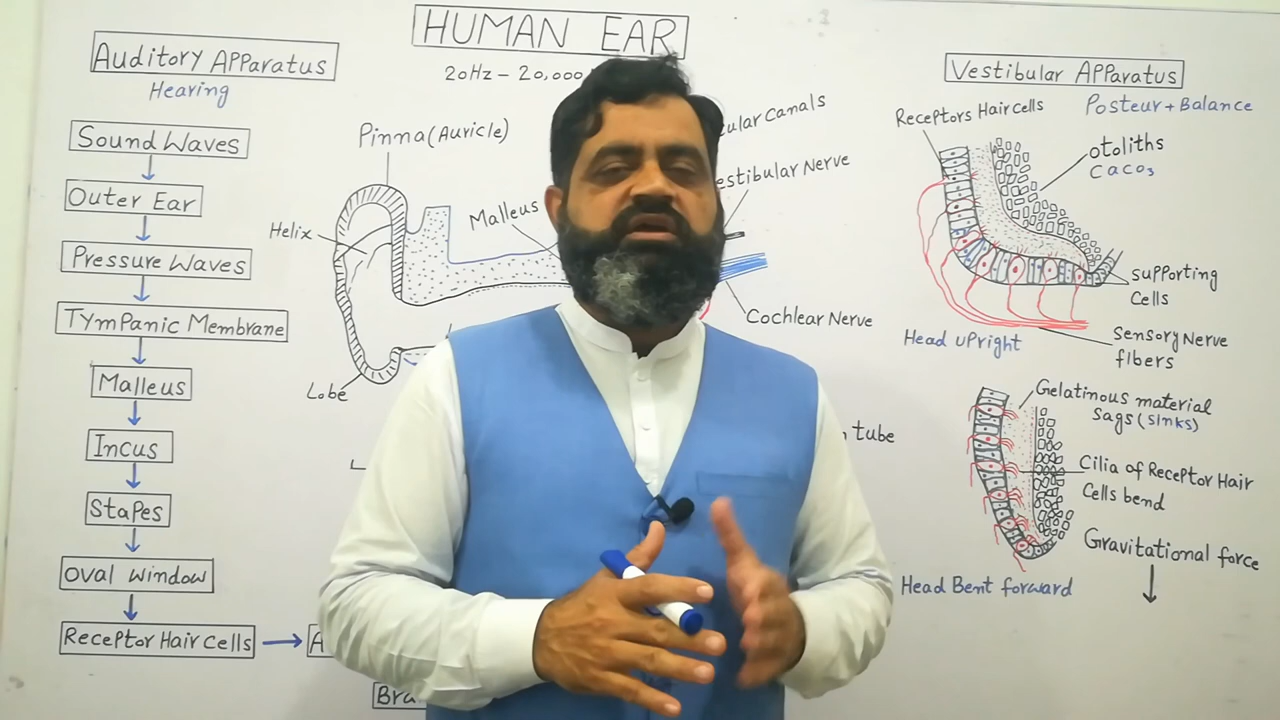 HUMAN EAR
20Hz – 20,000
Auditory Apparatus
Hearing
Sound Waves
Outer Ear
Pressure Waves
Tympanic Membrane
Malleus
Incus
Stapes
Oval window
Receptor Hair cells
Pinna (Auricle)
Helix
Malleus
Lobe
Canals
Nerve
Cochlear Nerve
tube
Vestibular Apparatus
Posteur + Balance
Receptors Hair cells
otoliths
CaCO3
supporting
Cells
Sensory Nerve
fibers
Head upright
Gelatinous material
sags (sinks)
Cilia of Receptor Hair
Cells bend
Gravitational force
Head Bent forward